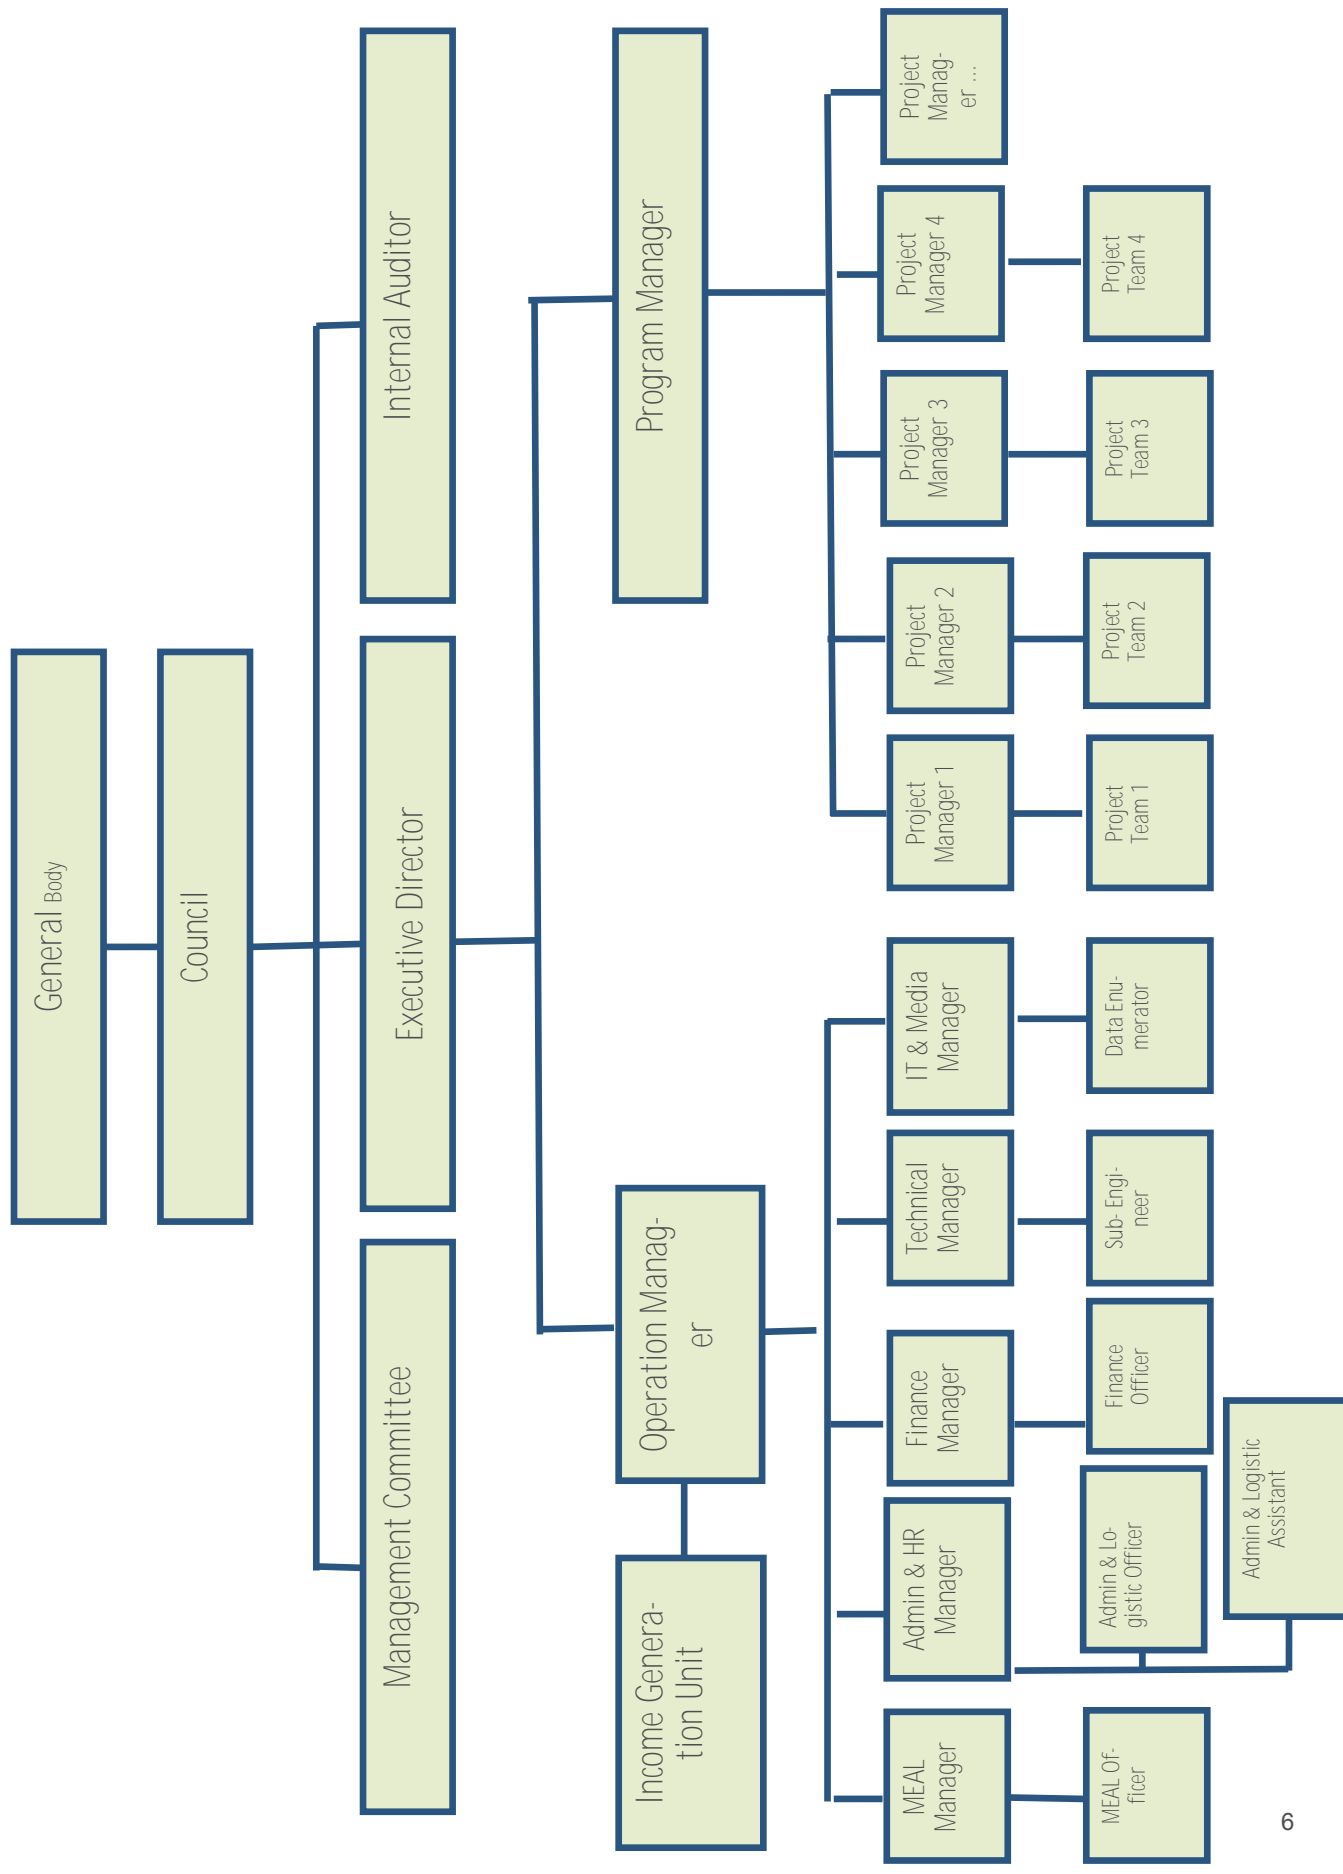 General Body
Council
Management Committee
Executive Director
Internal Auditor
Income Genera-
tion Unit
Operation Manag-
er
Program Manager
MEAL
Manager
Admin & HR
Manager
Finance
Manager
Technical
Manager
IT & Media
Manager
Project
Manager 1
Project
Manager 2
Project
Manager 3
Project
Manager 4
Project
Manag-
er ...
MEAL Of-
ficer
Admin & Lo-
gistic Officer
Finance
Officer
Sub- Engi-
neer
Data Enu-
merator
Project
Team 1
Project
Team 2
Project
Team 3
Project
Team 4
Admin & Logistic
Assistant
6